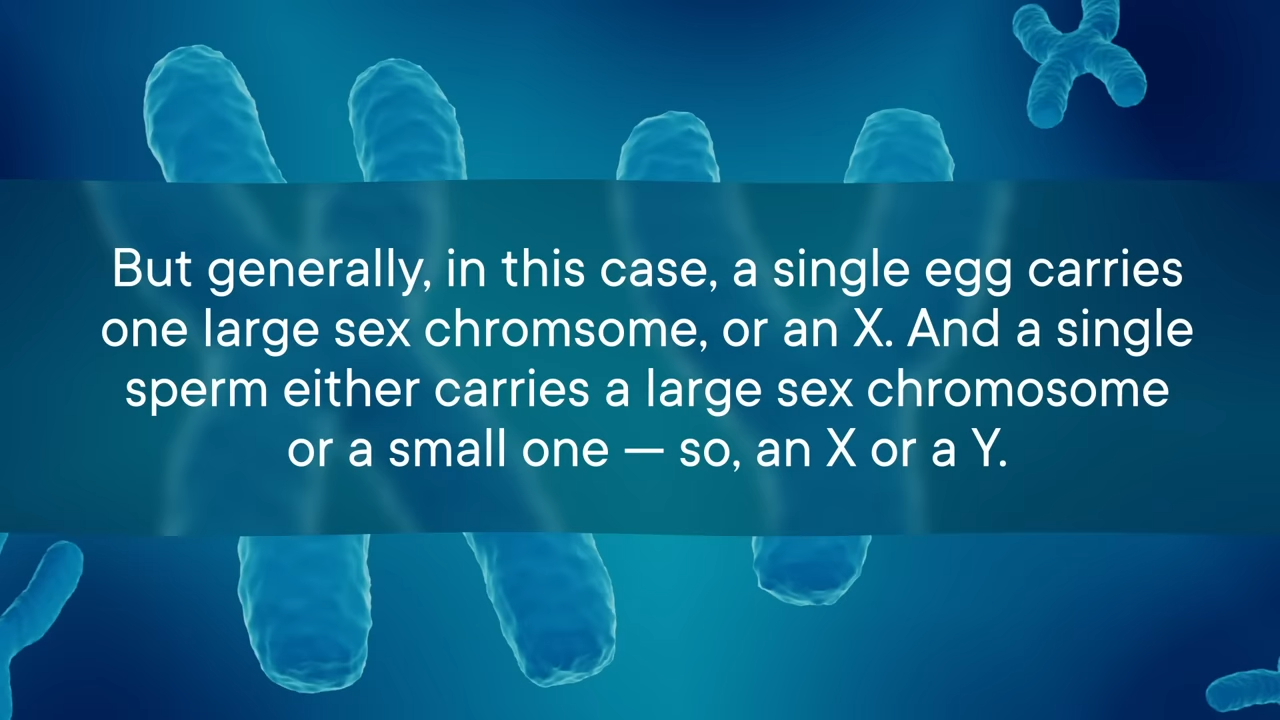 But generally, in this case, a single egg carries
one large sex chromsome, or an X. And a single
sperm either carries a large sex chromosome
or a small one — so, an X or a Y.